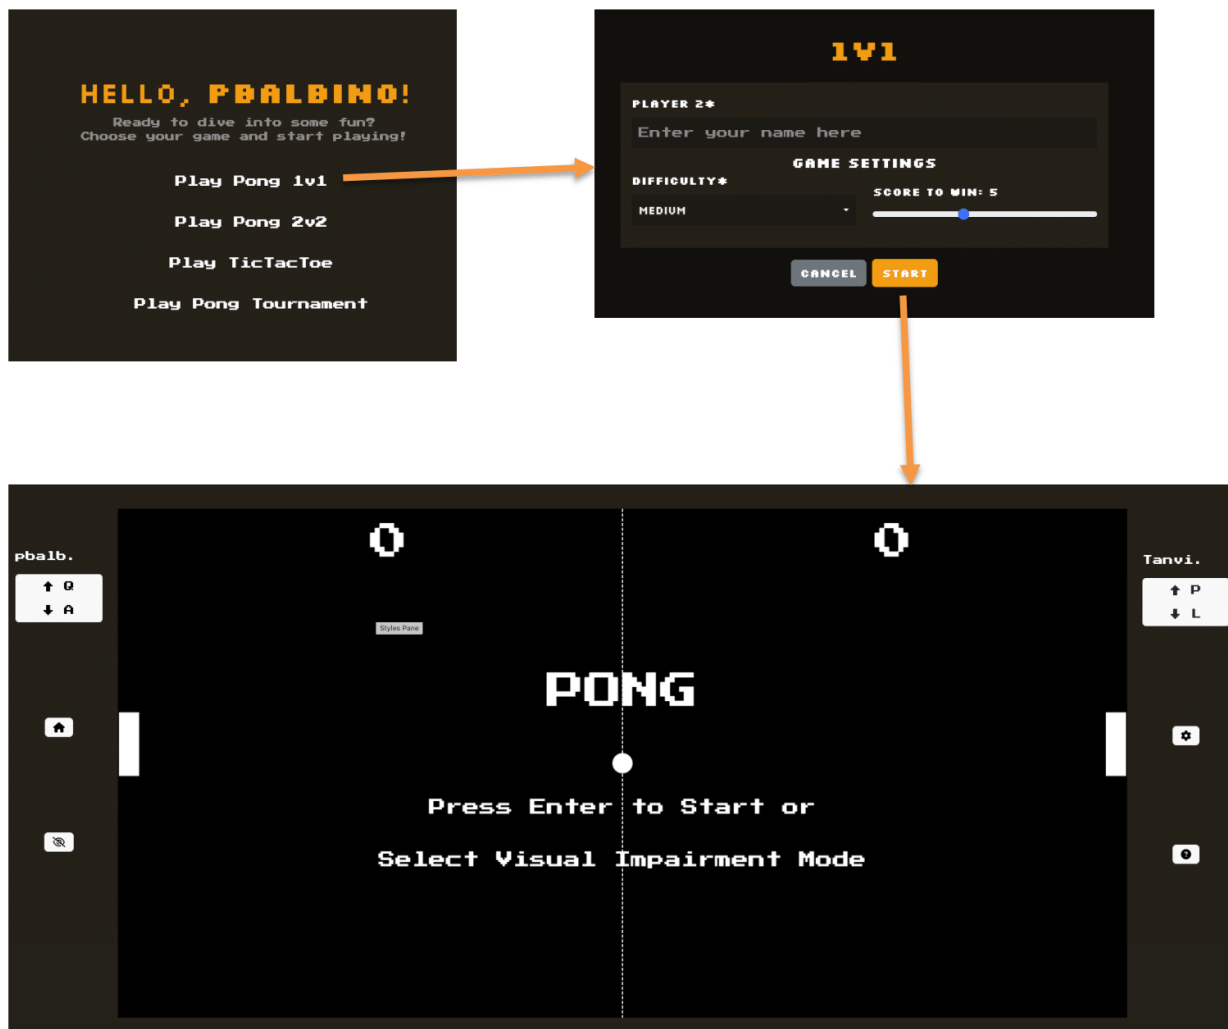 HELLO, PBALBINO!
Ready to dive into some fun?
Choose your game and start playing!
Play Pong 1v1
Play Pong 2v2
Play TicTacToe
Play Pong Tournament
1V1
PLAYER 2*
Enter your name here
GAME SETTINGS
DIFFICULTY*
SCORE TO WIN: 5
MEDIUM
CANCEL
START
0
0
pbalb.
↑ Q
↓ A
Tanvi.
↑ P
↓ L
Styles Pane
PONG
Press Enter to Start or
Select Visual Impairment Mode